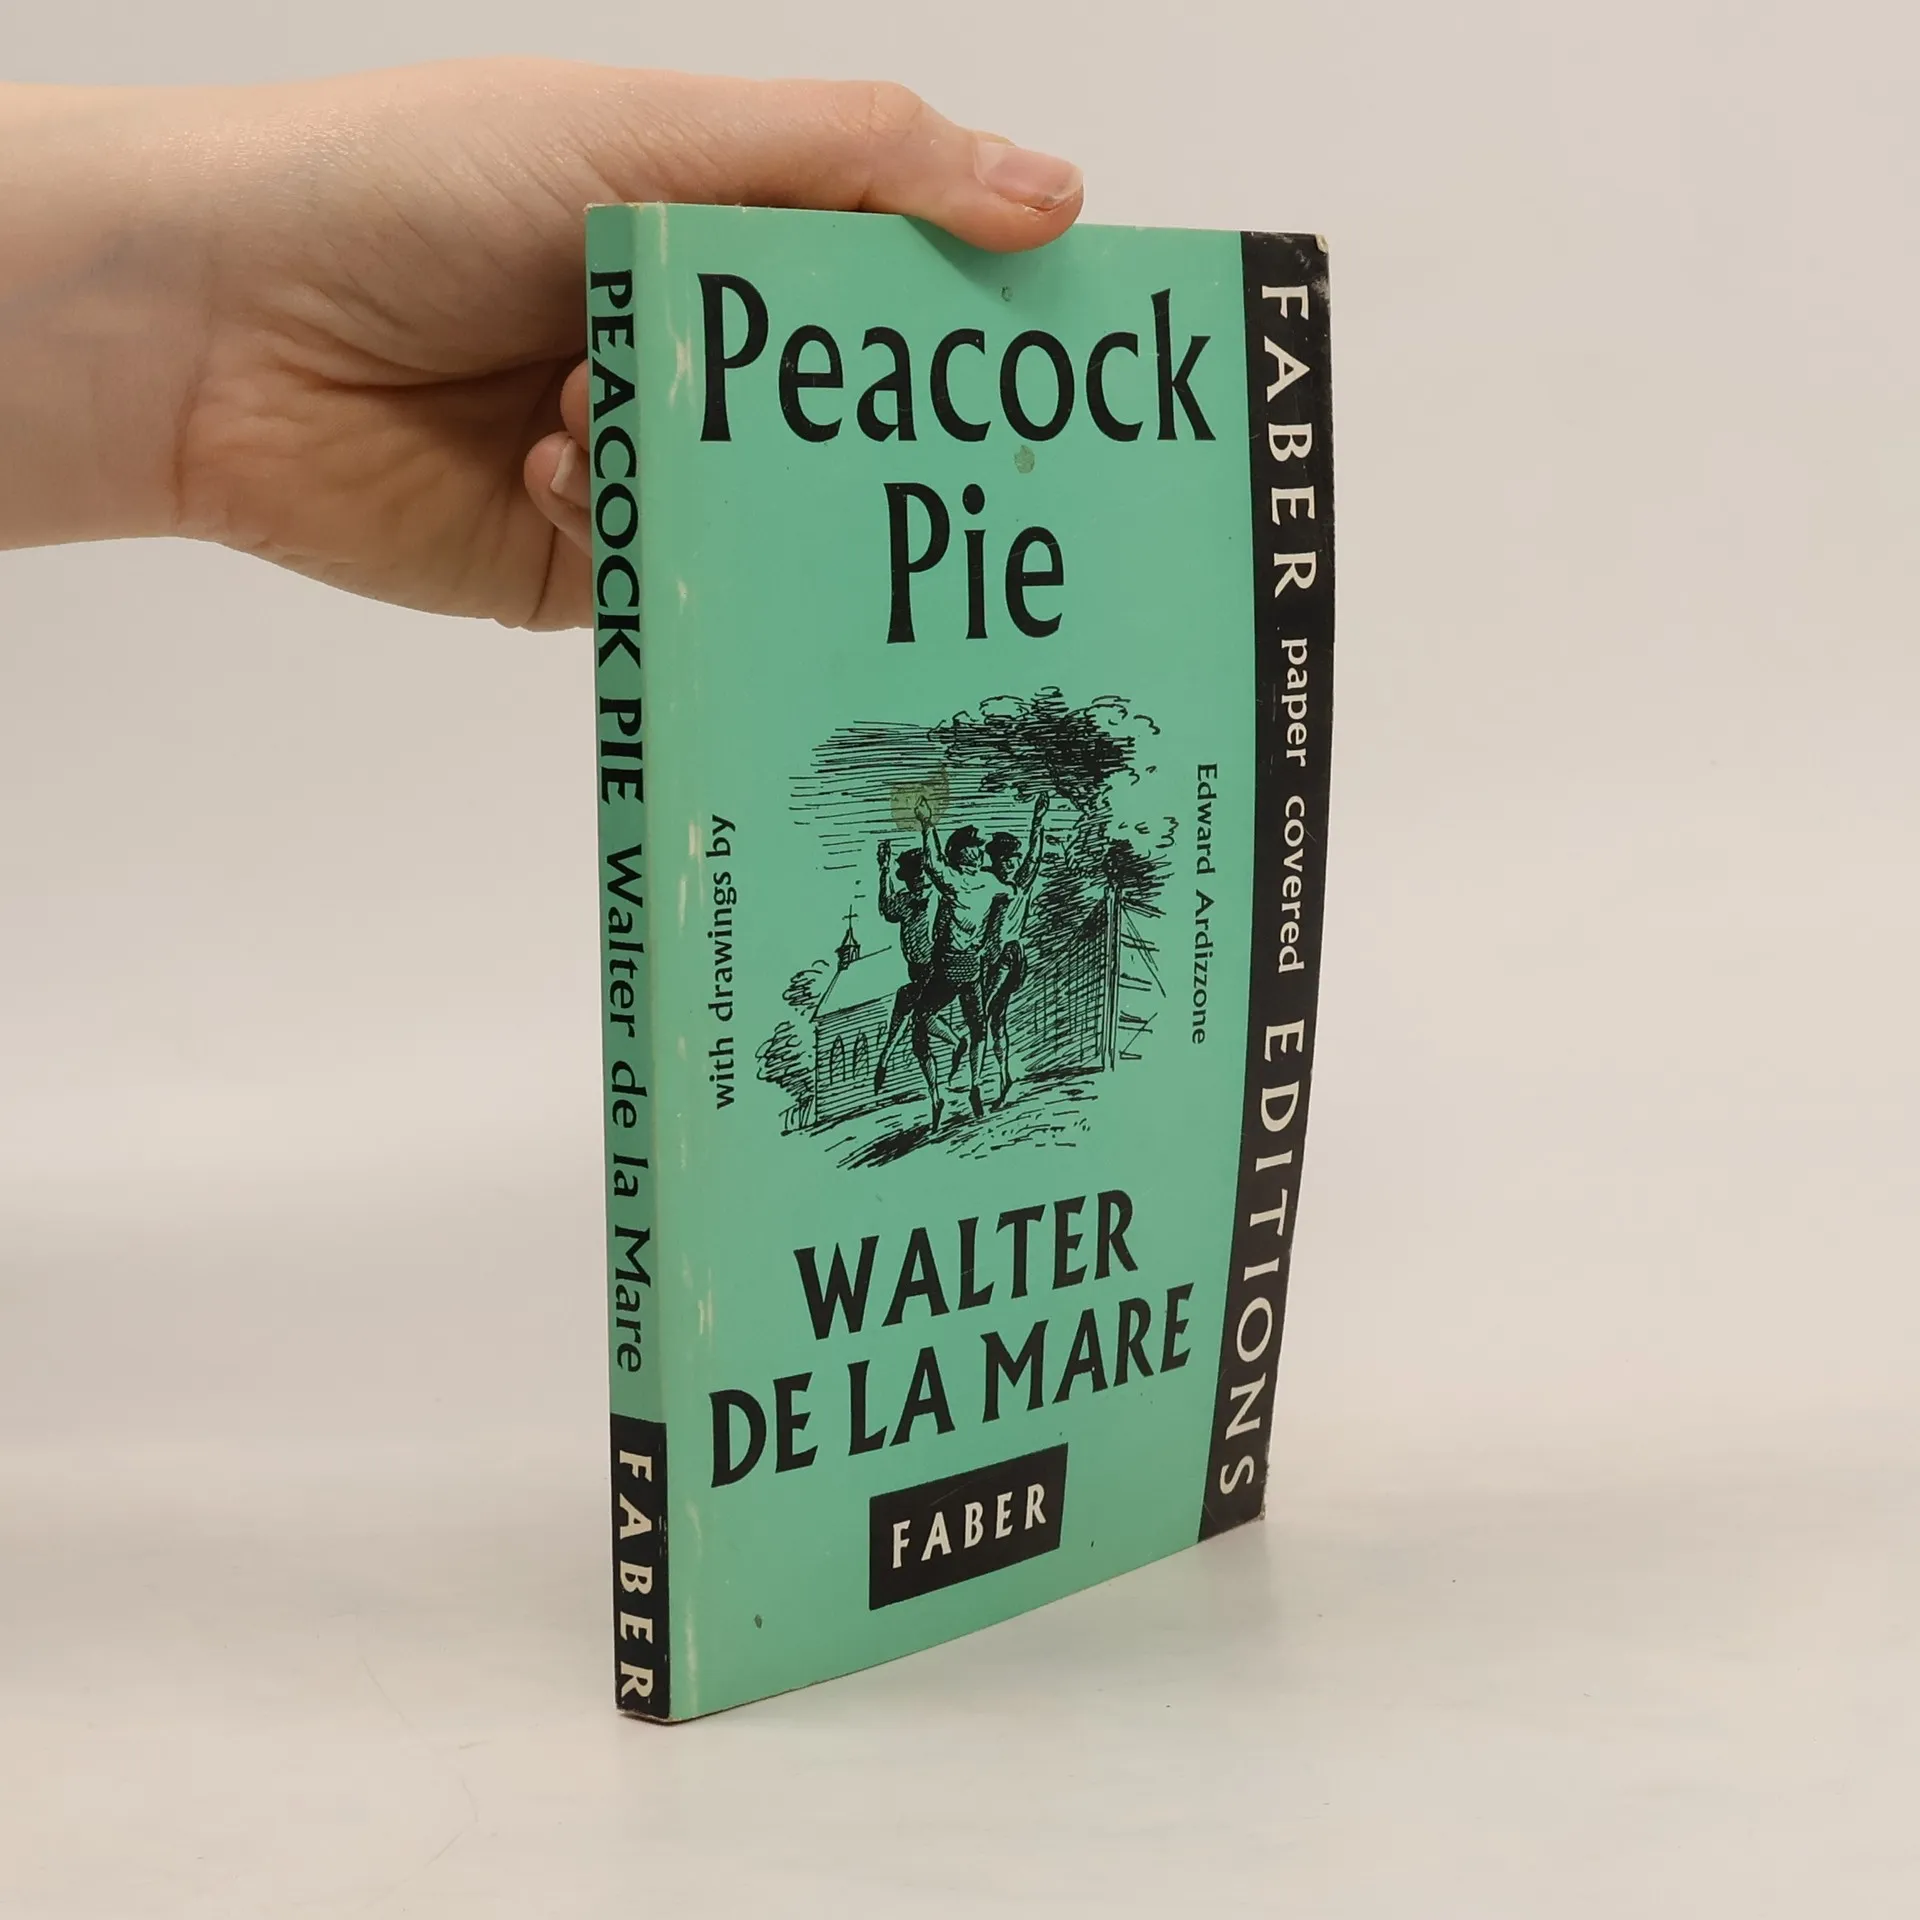 PEACOCK PIE Walter de la Mare
FABER
Peacock
Pie
with drawings by
Edward Ardizzone
WALTER
DE LA MARE
FABER
FABER paper covered EDITIONS